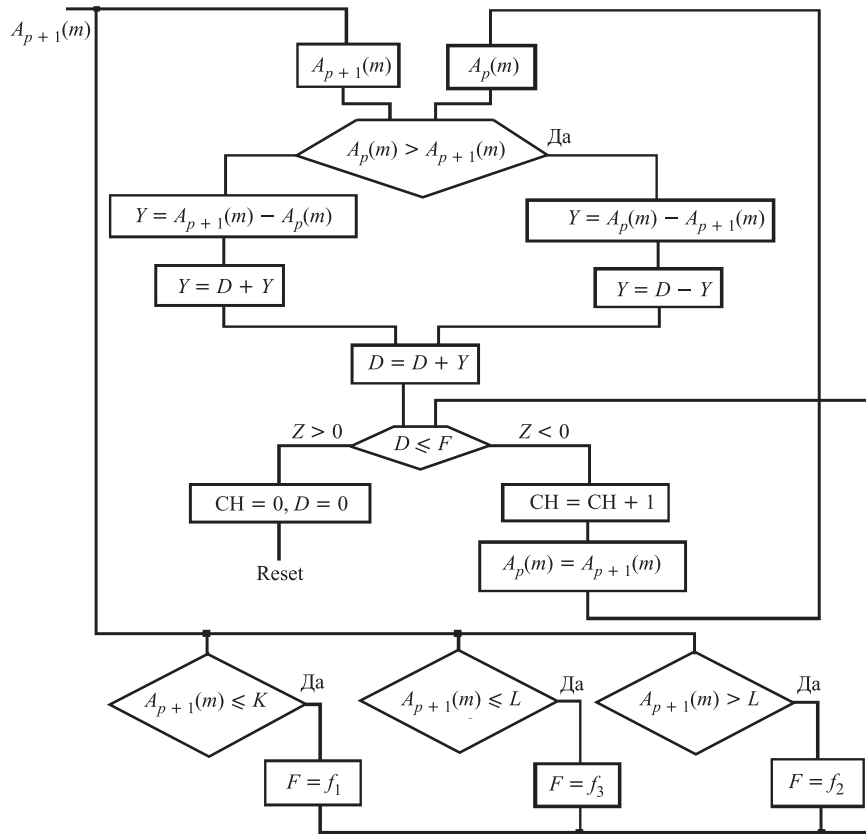 A_{p + 1}(m)
A_{p + 1}(m)
A_p(m)
A_p(m) > A_{p + 1}(m)
Да
Y = A_{p + 1}(m) − A_p(m)
Y = A_p(m) − A_{p + 1}(m)
Y = D + Y
Y = D − Y
D = D + Y
Z > 0
D ⩽ F
Z < 0
CH = 0, D = 0
CH = CH + 1
Reset
A_p(m) = A_{p + 1}(m)
A_{p + 1}(m) ⩽ K
Да
A_{p + 1}(m) ⩽ L
Да
A_{p + 1}(m) > L
Да
F = f_1
F = f_3
F = f_2